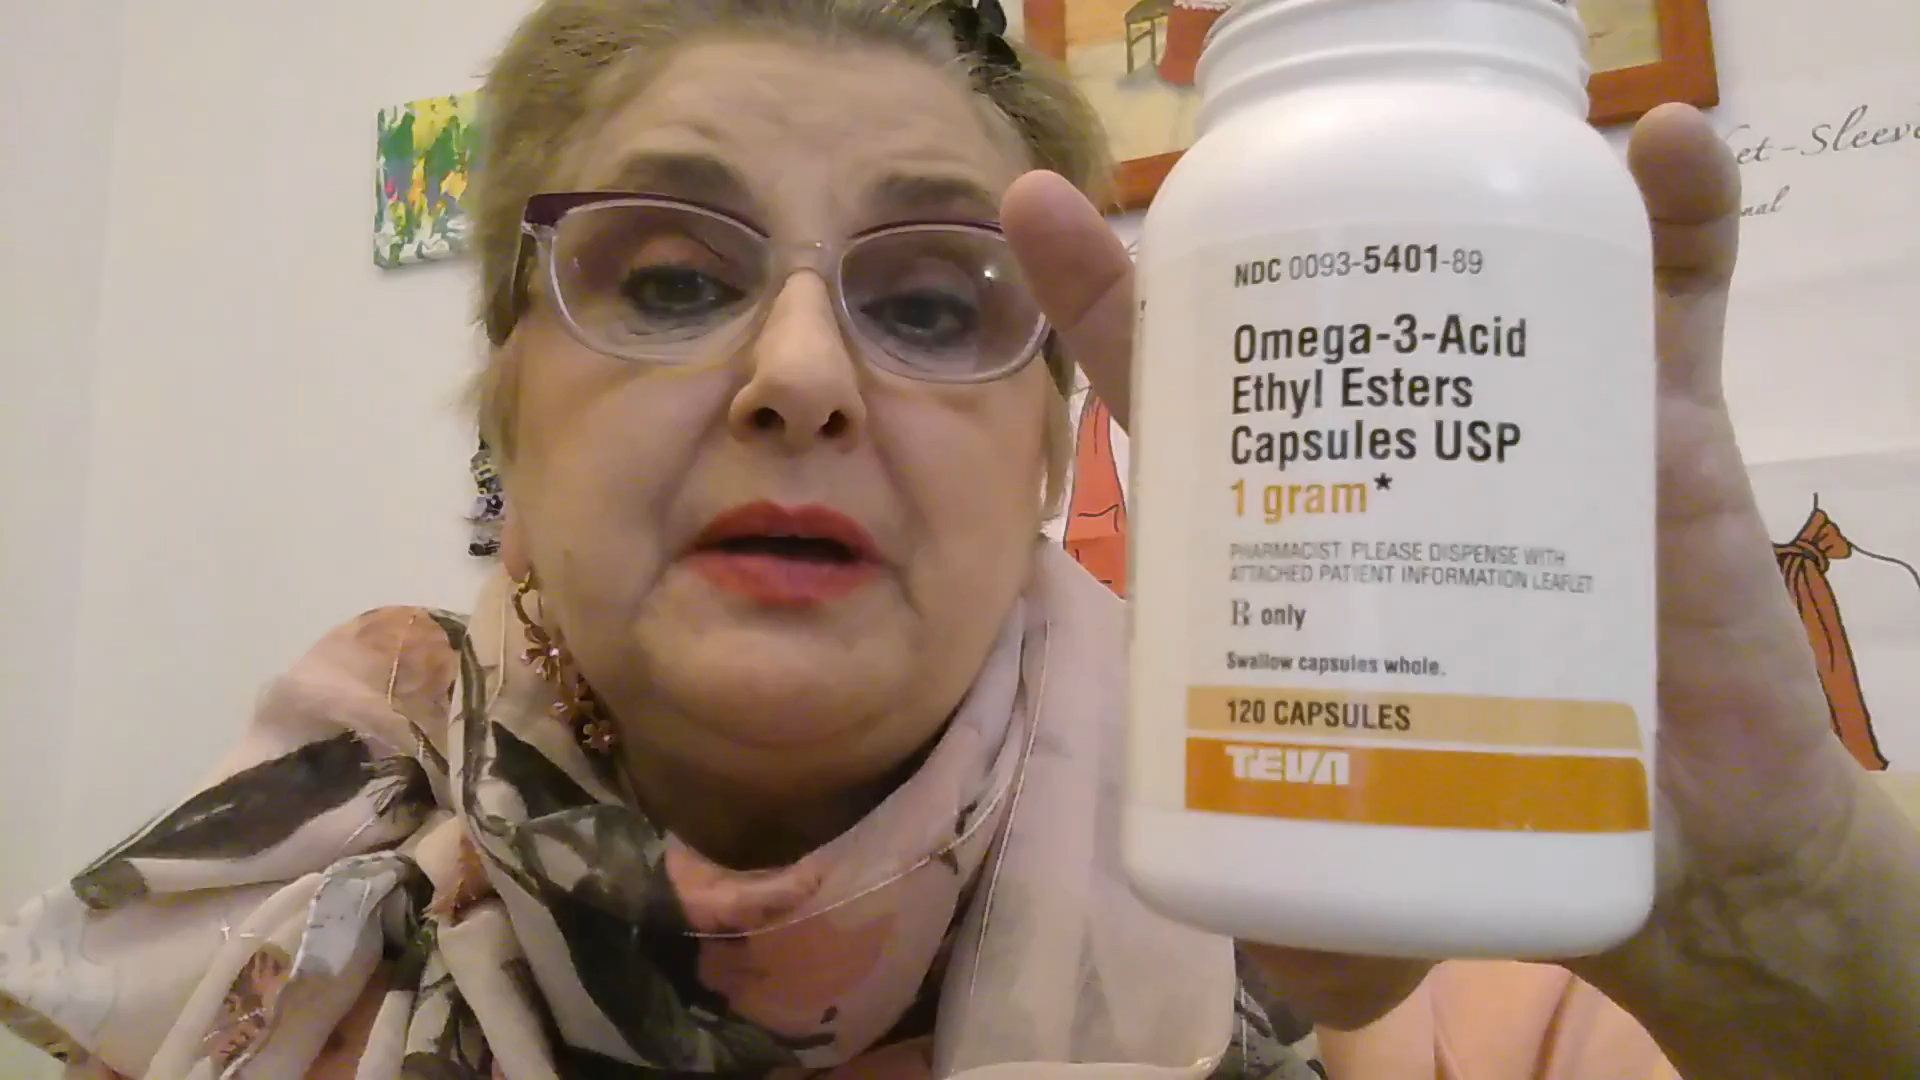 NDC 0093-5401-89
Omega-3-Acid
Ethyl Esters
Capsules USP
1 gram*
PHARMACIST: PLEASE DISPENSE WITH
ATTACHED PATIENT INFORMATION LEAFLET
Rx only
Swallow capsules whole.
120 CAPSULES
TEVA